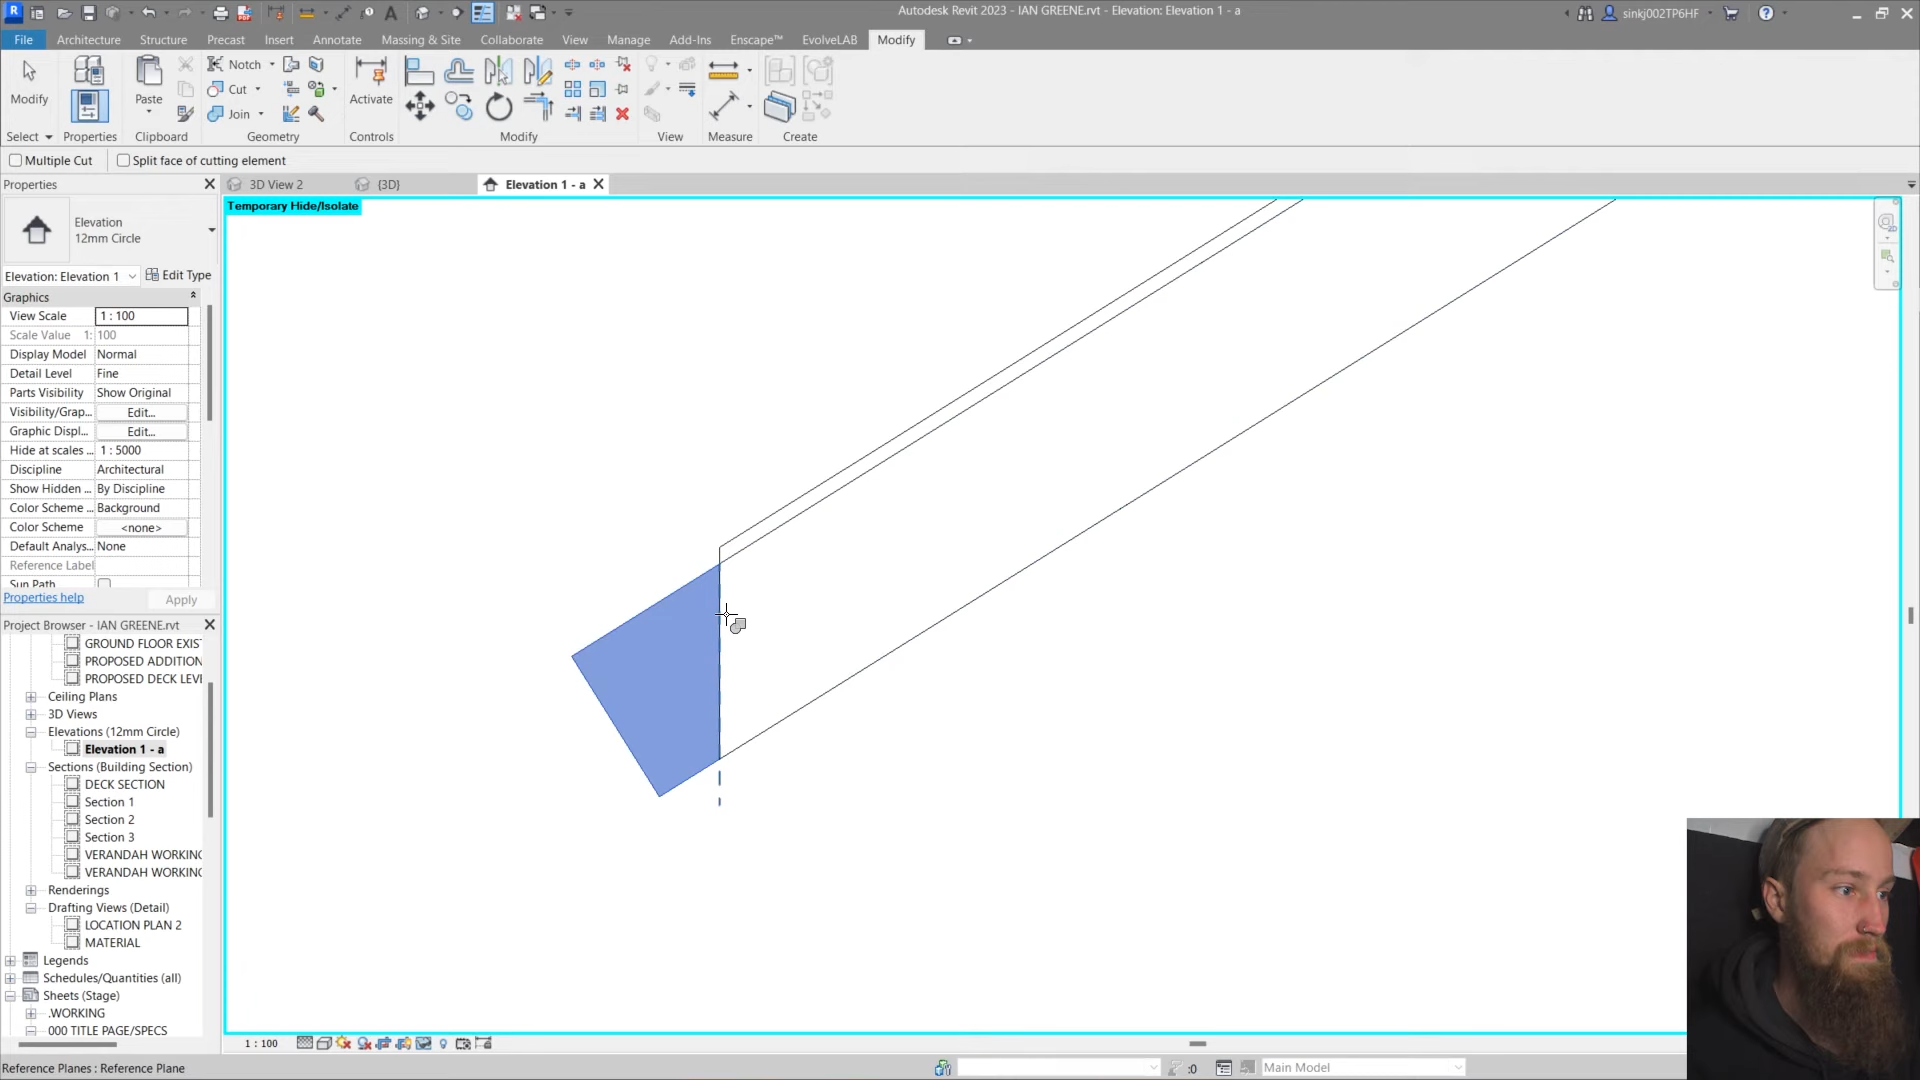 Autodesk Revit 2023 - IAN GREENE.rvt - Elevation: Elevation 1 - a
sinkj002TP6HF
File Architecture Structure Precast Insert Annotate Massing & Site Collaborate View Manage Add-Ins Enscape™ EvolveLAB Modify
Modify
Paste
Notch
Cut
Join
Activate
Select Properties Clipboard Geometry Controls Modify View Measure Create
Multiple Cut Split face of cutting element
Properties
3D View 2 {3D} Elevation 1 - a
Temporary Hide/Isolate
Elevation
12mm Circle
Elevation: Elevation 1 Edit Type
Graphics
View Scale 1 : 100
Scale Value 1: 100
Display Model Normal
Detail Level Fine
Parts Visibility Show Original
Visibility/Grap... Edit...
Graphic Displ... Edit...
Hide at scales ... 1 : 5000
Discipline Architectural
Show Hidden ... By Discipline
Color Scheme ... Background
Color Scheme <none>
Default Analys... None
Reference Label
Sun Path
Properties help Apply
Project Browser - IAN GREENE.rvt
GROUND FLOOR EXIS
PROPOSED ADDITION
PROPOSED DECK LEVE
Ceiling Plans
3D Views
Elevations (12mm Circle)
Elevation 1 - a
Sections (Building Section)
DECK SECTION
Section 1
Section 2
Section 3
VERANDAH WORKING
VERANDAH WORKING
Renderings
Drafting Views (Detail)
LOCATION PLAN 2
MATERIAL
Legends
Schedules/Quantities (all)
Sheets (Stage)
.WORKING
000 TITLE PAGE/SPECS
1 : 100
Reference Planes : Reference Plane
:0
Main Model